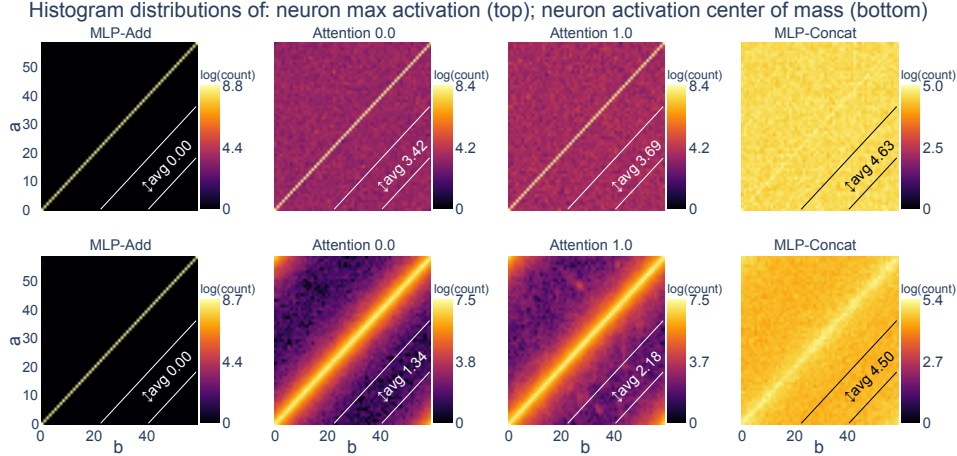 Histogram distributions of: neuron max activation (top); neuron activation center of mass (bottom)
MLP-Add
Attention 0.0
Attention 1.0
MLP-Concat
a
50
40
30
20
10
0
↕avg 0.00
log(count)
8.8
4.4
0
↕avg 3.42
log(count)
8.4
4.2
0
↕avg 3.69
log(count)
8.4
4.2
0
↕avg 4.63
log(count)
5.0
2.5
0
MLP-Add
Attention 0.0
Attention 1.0
MLP-Concat
a
50
40
30
20
10
0
↕avg 0.00
log(count)
8.7
4.4
0
↕avg 1.34
log(count)
7.5
3.8
0
↕avg 2.18
log(count)
7.5
3.7
0
↕avg 4.50
log(count)
5.4
2.7
0
0 20 40
b
0 20 40
b
0 20 40
b
0 20 40
b